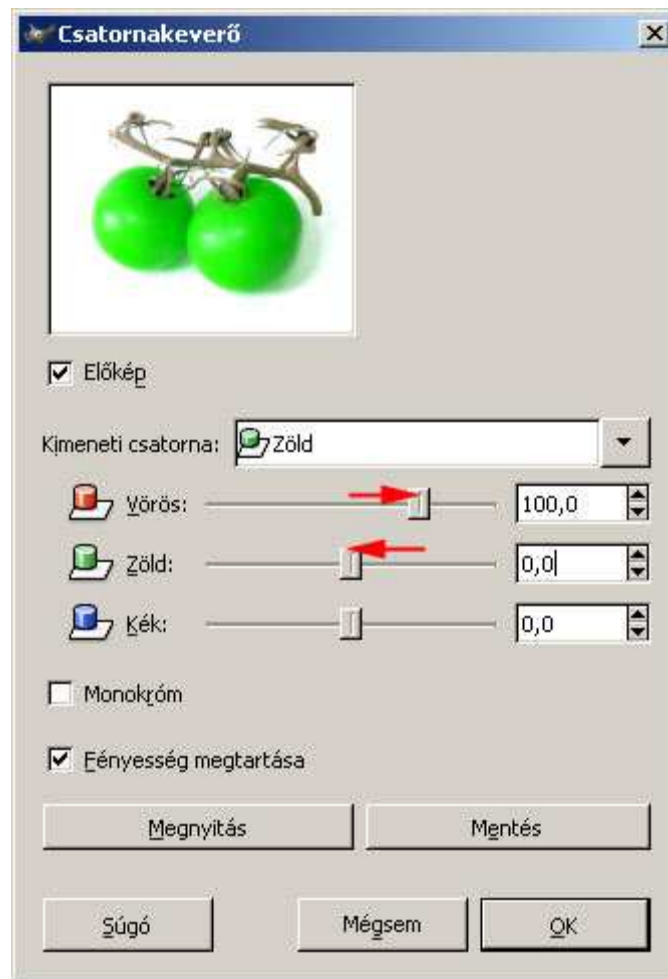 Csatornakeverő
Előkép
Kimeneti csatorna: Zöld
Vörös: 100,0
Zöld: 0,0
Kék: 0,0
Monokróm
Fényesség megtartása
Megnyitás Mentés
Súgó Mégsem OK